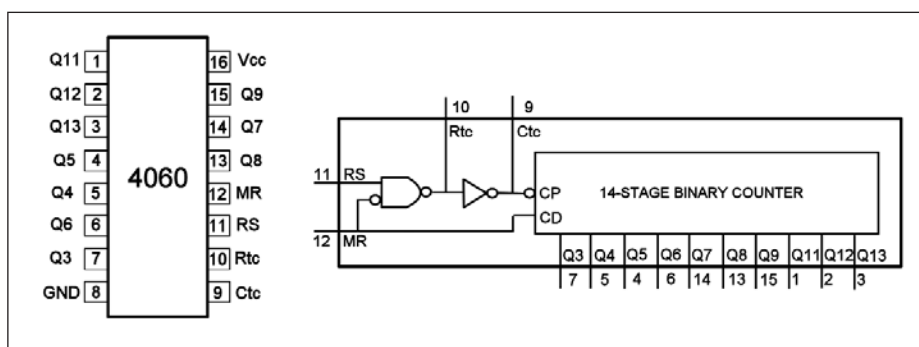 Q11 1 16 Vcc
Q12 2 15 Q9
Q13 3 14 Q7
Q5 4 13 Q8
4060
Q4 5 12 MR
Q6 6 11 RS
Q3 7 10 Rtc
GND 8 9 Ctc
10 9
Rtc Ctc
11 RS
CP 14-STAGE BINARY COUNTER
CD
12 MR
Q3 Q4 Q5 Q6 Q7 Q8 Q9 Q11 Q12 Q13
7 5 4 6 14 13 15 1 2 3